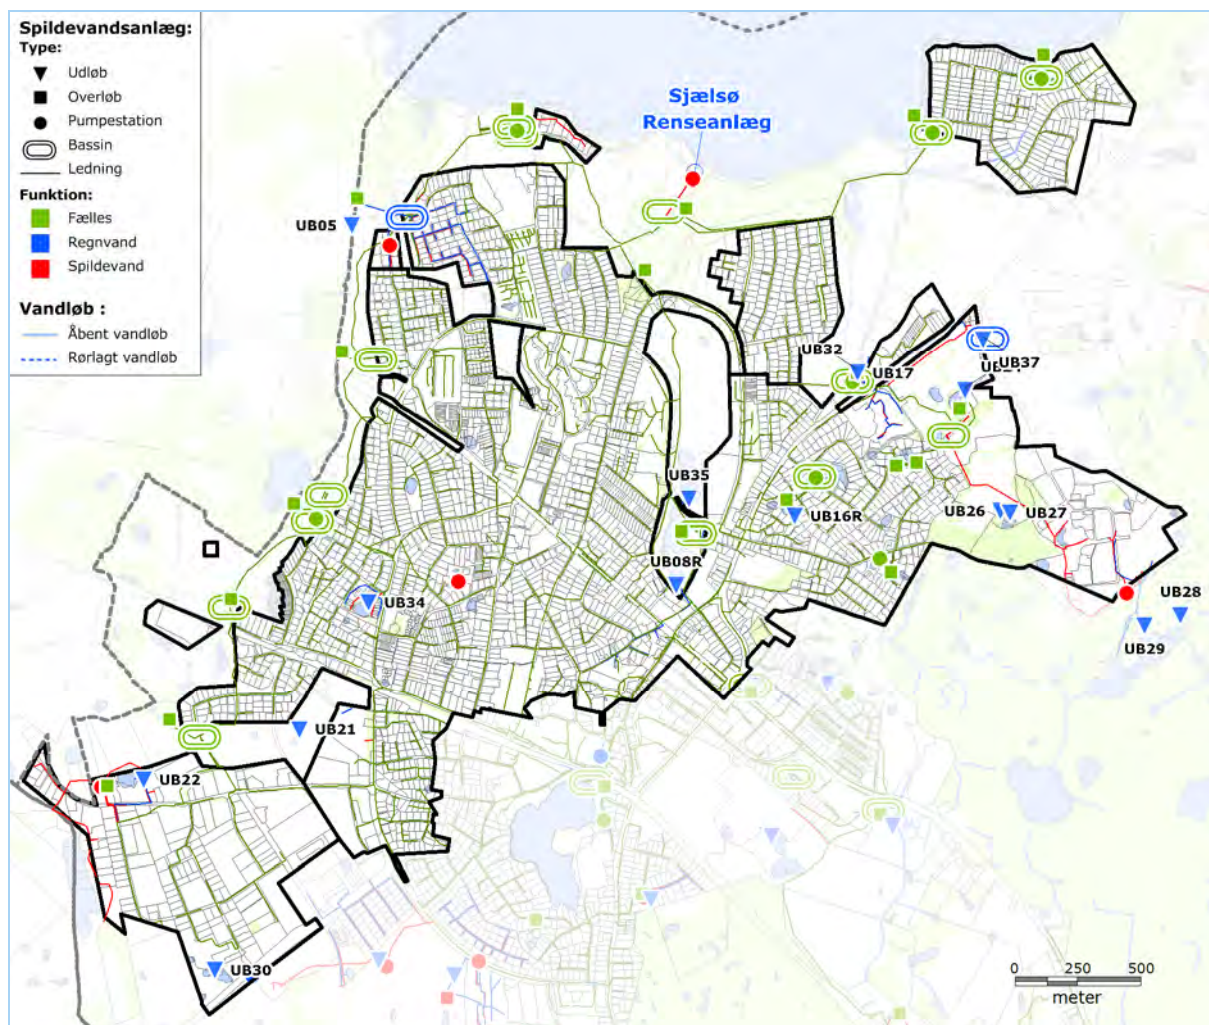 Spildevandsanlæg:
Type:
Udløb
Overløb
Pumpestation
Bassin
Ledning
Funktion:
Fælles
Regnvand
Spildevand
Vandløb :
Åbent vandløb
Rørlagt vandløb
Sjælsø
Renseanlæg
UB05
UB32
UB17
UB37
UB35
UB16R
UB26
UB27
UB08R
UB34
UB28
UB29
UB21
UB22
UB30
0 250 500
meter